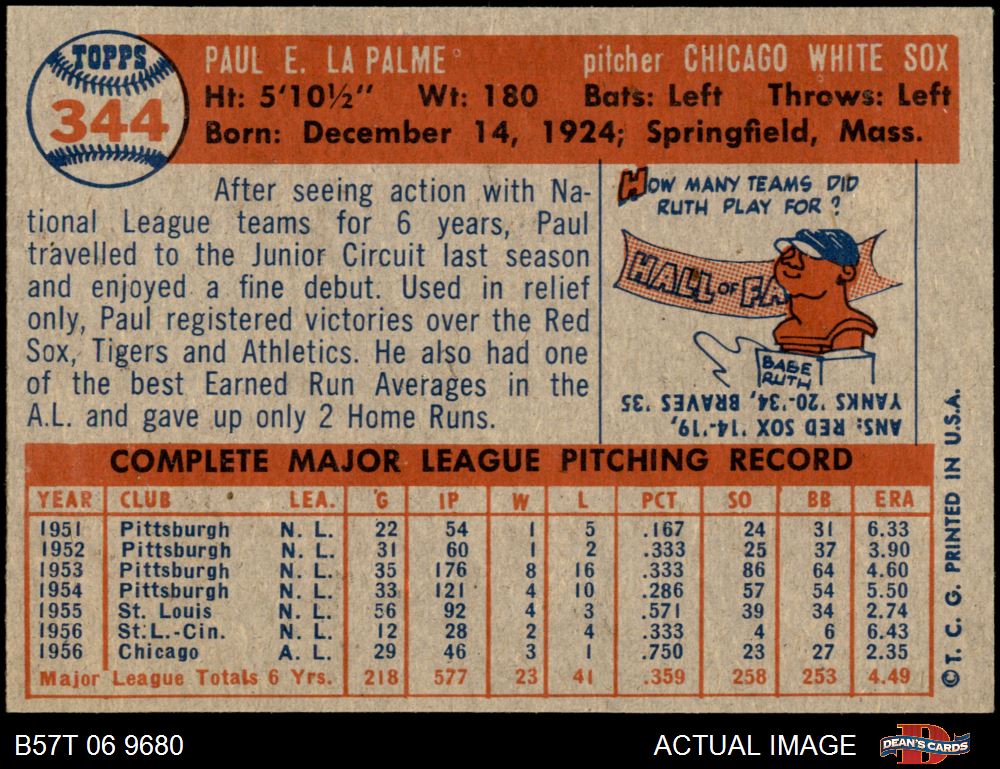 TOPPS
344
PAUL E. LA PALME pitcher CHICAGO WHITE SOX
Ht: 5'10½" Wt: 180 Bats: Left Throws: Left
Born: December 14, 1924; Springfield, Mass.
After seeing action with Na-
tional League teams for 6 years, Paul
travelled to the Junior Circuit last season
and enjoyed a fine debut. Used in relief
only, Paul registered victories over the Red
Sox, Tigers and Athletics. He also had one
of the best Earned Run Averages in the
A.L. and gave up only 2 Home Runs.
HOW MANY TEAMS DID
RUTH PLAY FOR?
HALL OF FA
BABE
RUTH
ANS: RED SOX '14-'19,
YANKS '20-'34, BRAVES '35
COMPLETE MAJOR LEAGUE PITCHING RECORD
YEAR CLUB LEA. G IP W L PCT SO BB ERA
1951 Pittsburgh N. L. 22 54 1 5 .167 24 31 6.33
1952 Pittsburgh N. L. 31 60 1 2 .333 25 37 3.90
1953 Pittsburgh N. L. 35 176 8 16 .333 86 64 4.60
1954 Pittsburgh N. L. 33 121 4 10 .286 57 54 5.50
1955 St. Louis N. L. 56 92 4 3 .571 39 34 2.74
1956 St.L.-Cin. N. L. 12 28 2 4 .333 4 6 6.43
1956 Chicago A. L. 29 46 3 1 .750 23 27 2.35
Major League Totals 6 Yrs. 218 577 23 41 .359 258 253 4.49
©T. C. G. PRINTED IN U.S.A.
B57T 06 9680 ACTUAL IMAGE DEAN'S CARDS